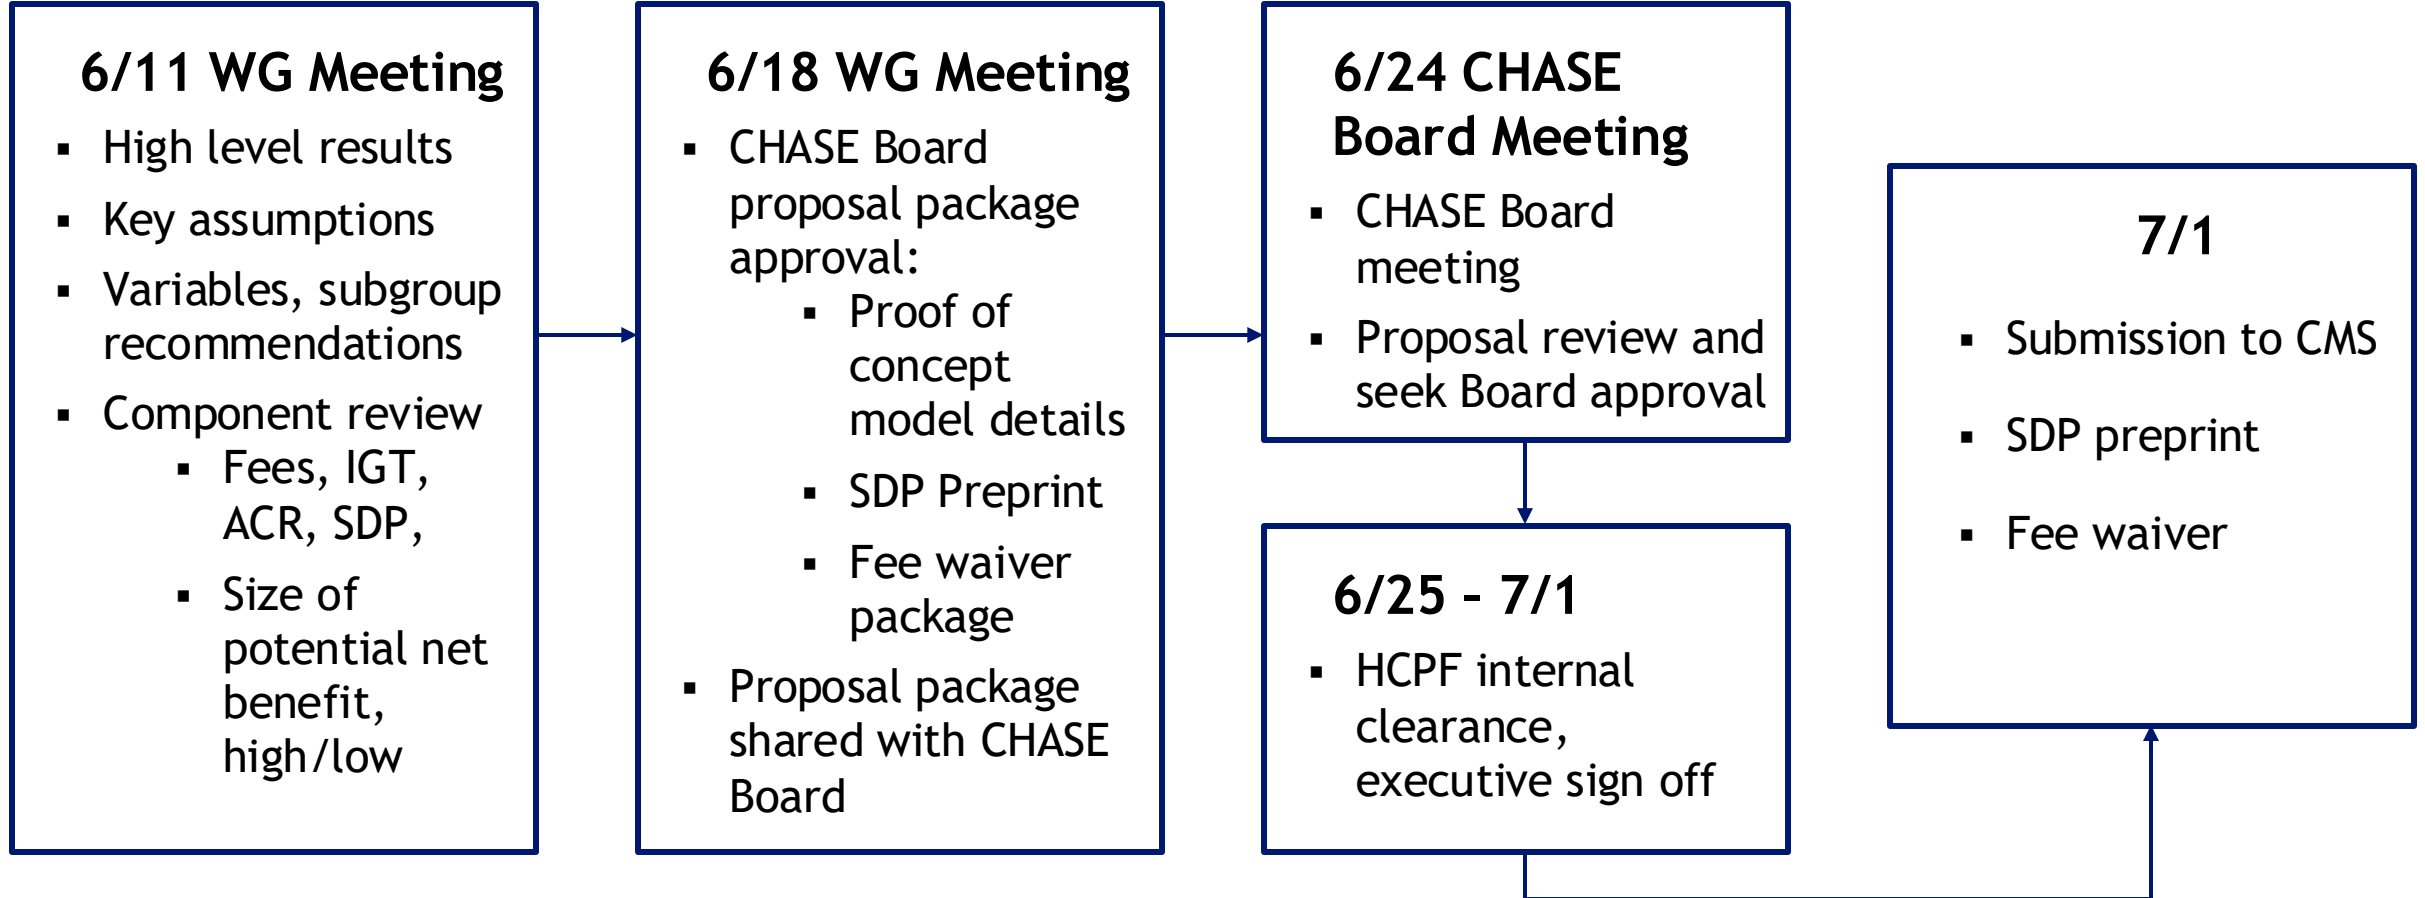 6/11 WG Meeting
▪ High level results
▪ Key assumptions
▪ Variables, subgroup
recommendations
▪ Component review
▪ Fees, IGT,
ACR, SDP,
▪ Size of
potential net
benefit,
high/low
6/18 WG Meeting
▪ CHASE Board
proposal package
approval:
▪ Proof of
concept
model details
▪ SDP Preprint
▪ Fee waiver
package
▪ Proposal package
shared with CHASE
Board
6/24 CHASE
Board Meeting
▪ CHASE Board
meeting
▪ Proposal review and
seek Board approval
6/25 – 7/1
▪ HCPF internal
clearance,
executive sign off
7/1
▪ Submission to CMS
▪ SDP preprint
▪ Fee waiver